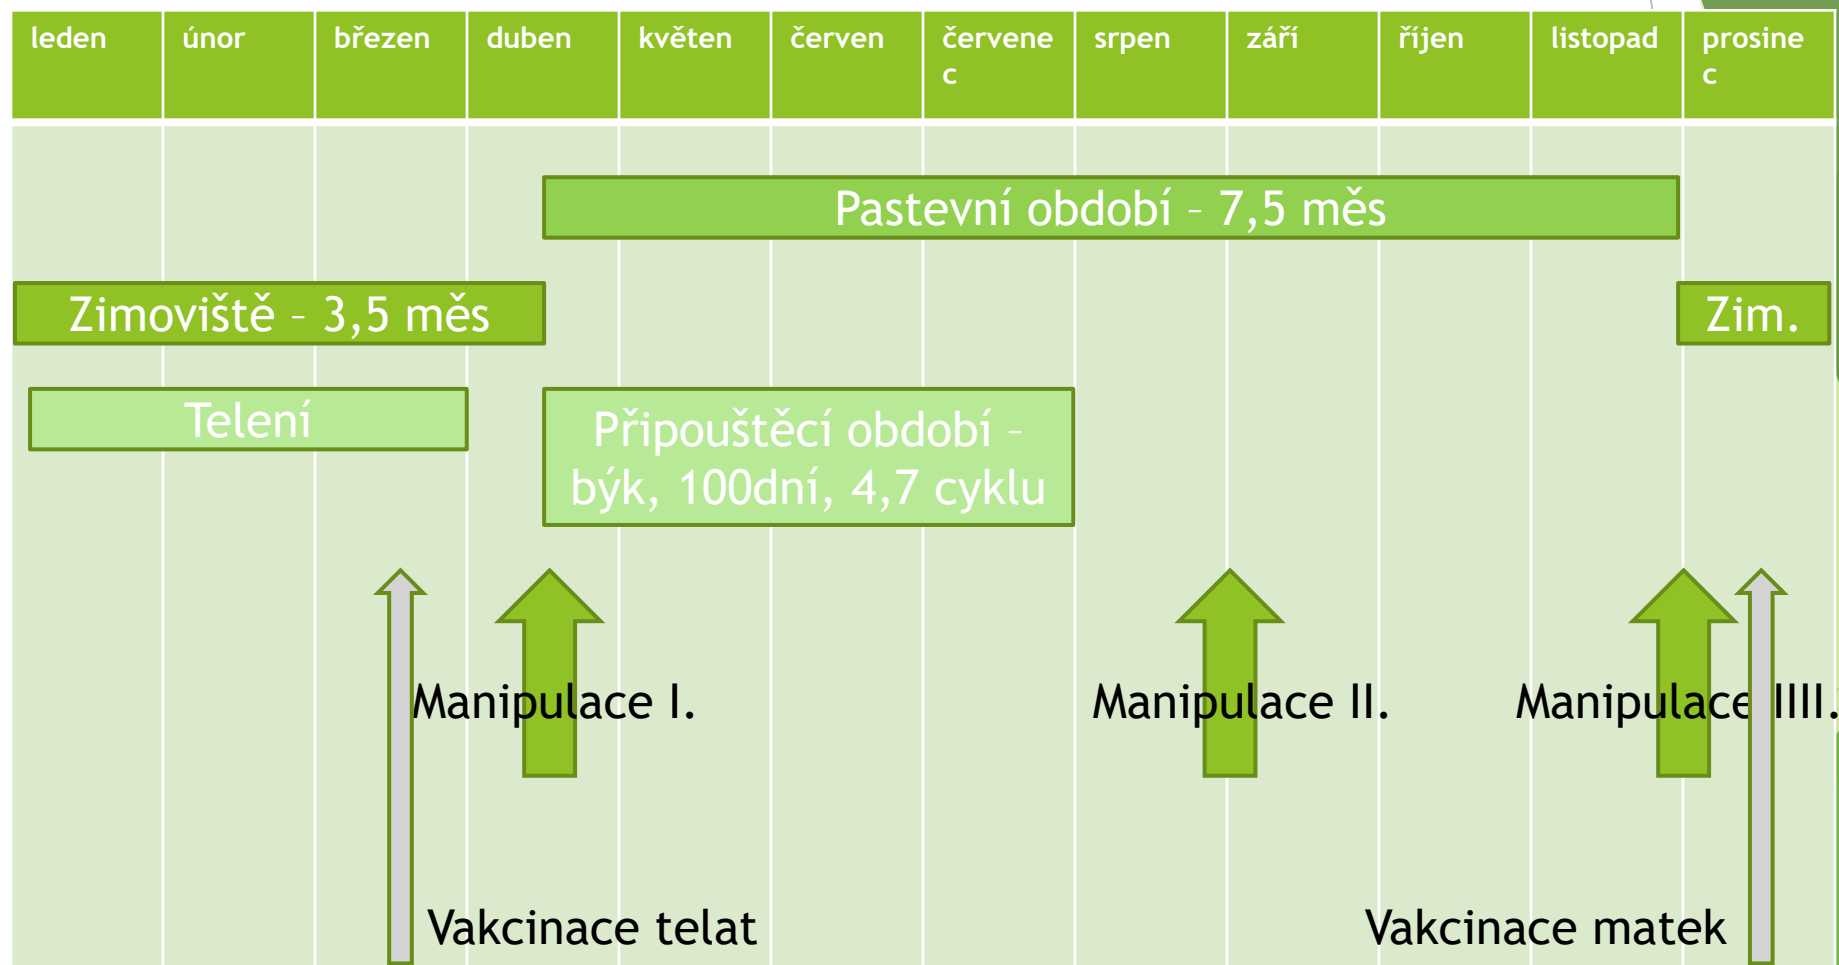 leden
únor
březen
duben
květen
červen
červene
c
srpen
září
říjen
listopad
prosine
c
Pastevní období – 7,5 měs
Zimoviště – 3,5 měs
Zim.
Telení
Připouštěcí období –
býk, 100dní, 4,7 cyklu
Manipulace I.
Manipulace II.
Manipulace IIII.
Vakcinace telat
Vakcinace matek